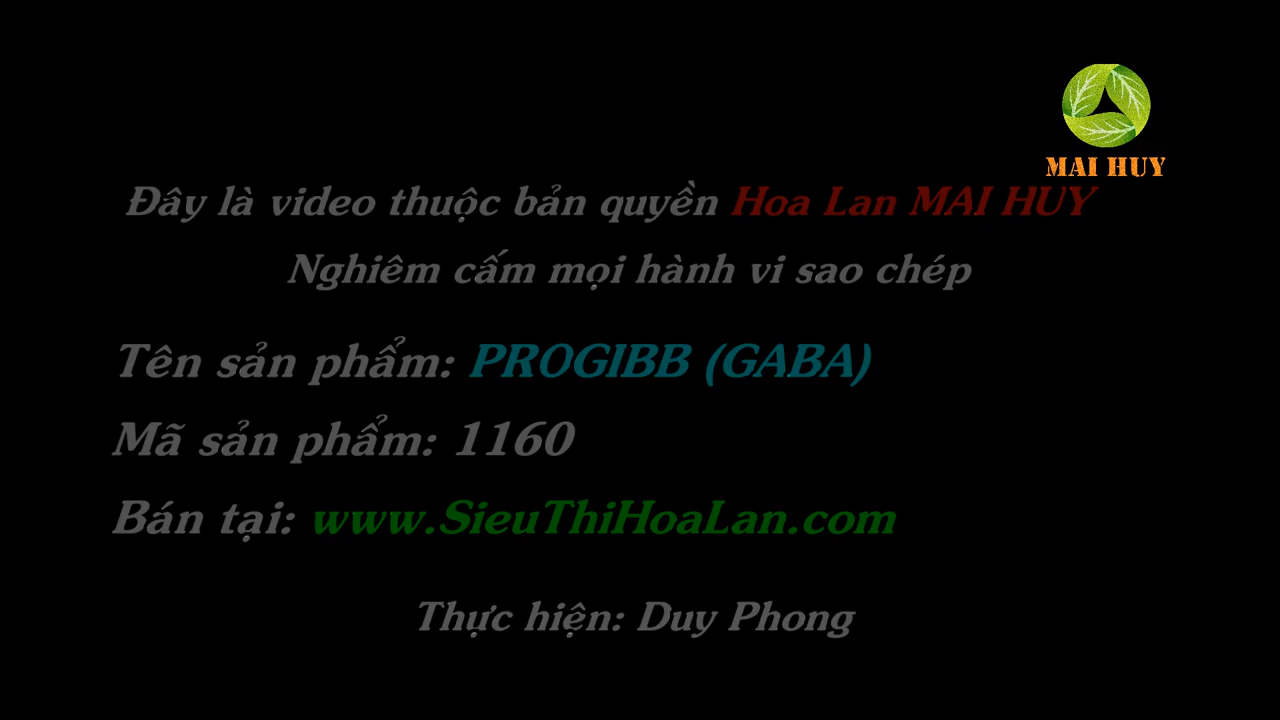 MAI HUY
Đây là video thuộc bản quyền Hoa Lan MAI HUY
Nghiêm cấm mọi hành vi sao chép
Tên sản phẩm: PROGIBB (GABA)
Mã sản phẩm: 1160
Bán tại: www.SieuThiHoaLan.com
Thực hiện: Duy Phong